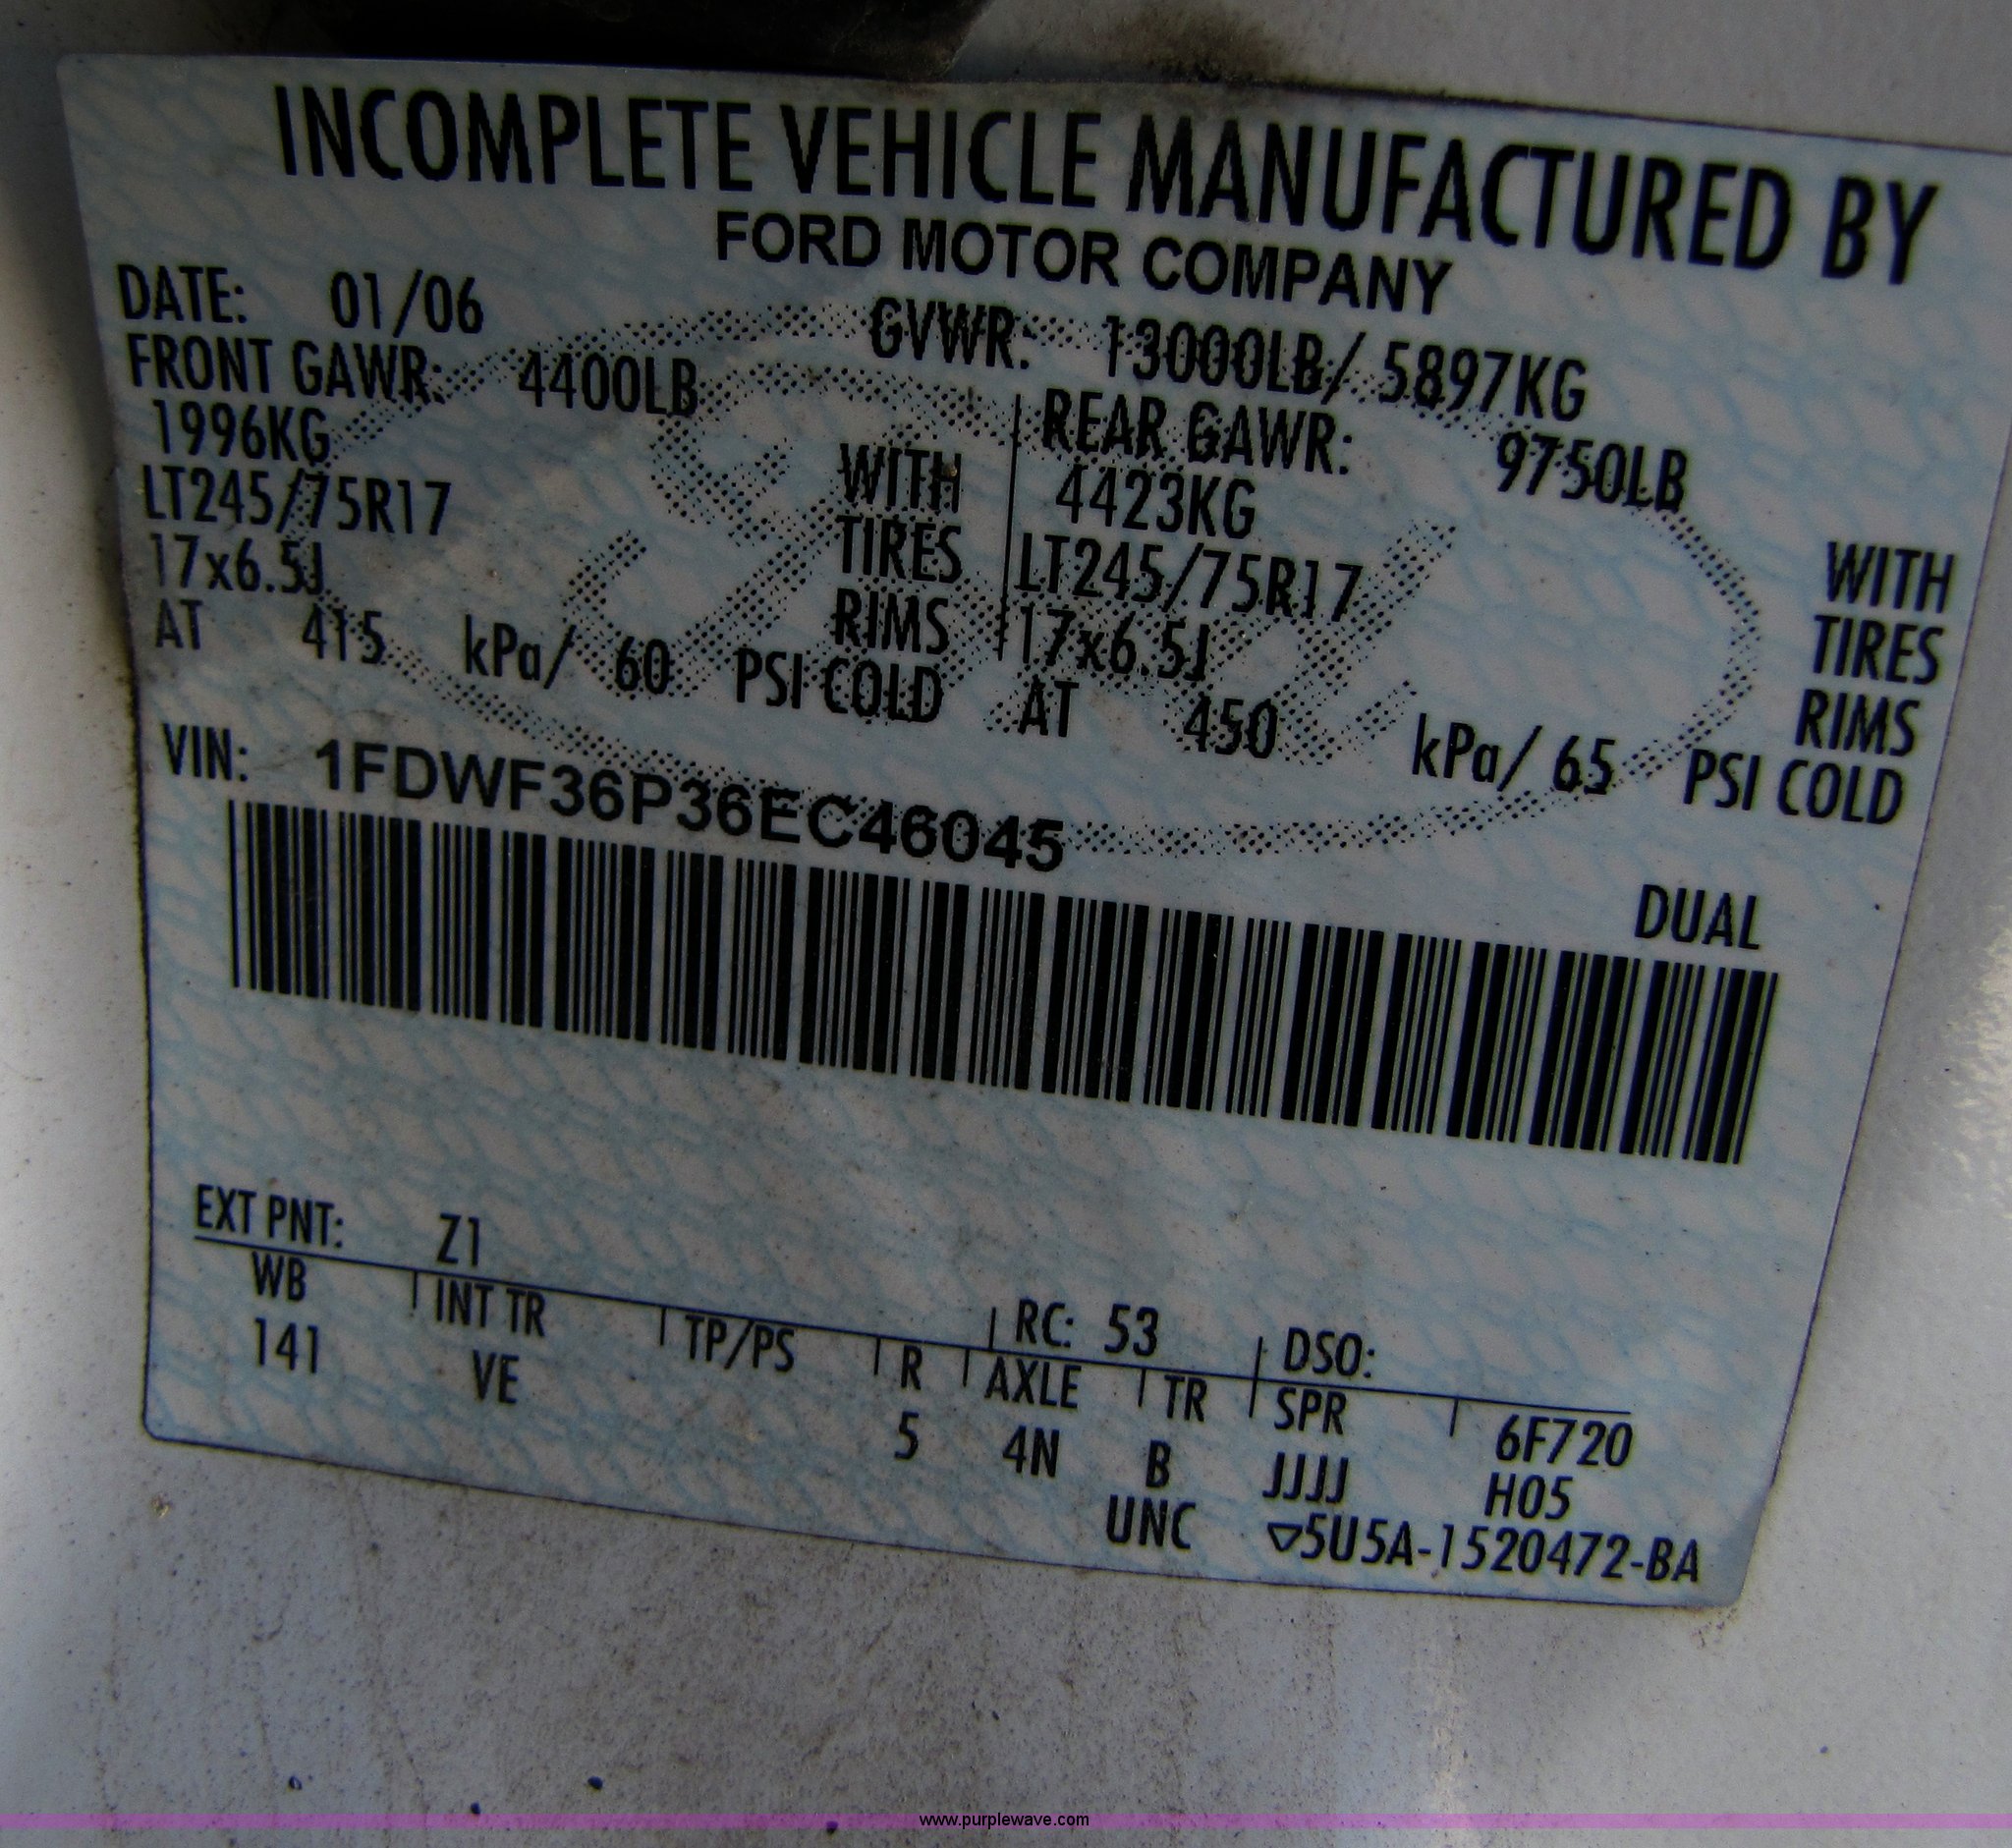 INCOMPLETE VEHICLE MANUFACTURED BY
FORD MOTOR COMPANY
DATE: 01/06 GVWR: 13000LB/ 5897KG
FRONT GAWR: 4400LB REAR GAWR: 9750LB
1996KG WITH 4423KG WITH
LT245/75R17 TIRES LT245/75R17 TIRES
17x6.5J RIMS 17x6.5J RIMS
AT 415 kPa/ 60 PSI COLD AT 450 kPa/ 65 PSI COLD
VIN: 1FDWF36P36EC46045
DUAL
EXT PNT: Z1 RC: 53 DSO:
WB INT TR TP/PS R AXLE TR SPR 6F720
141 VE 5 4N B JJJJ H05
UNC ▽5U5A-1520472-BA
www.purplewave.com